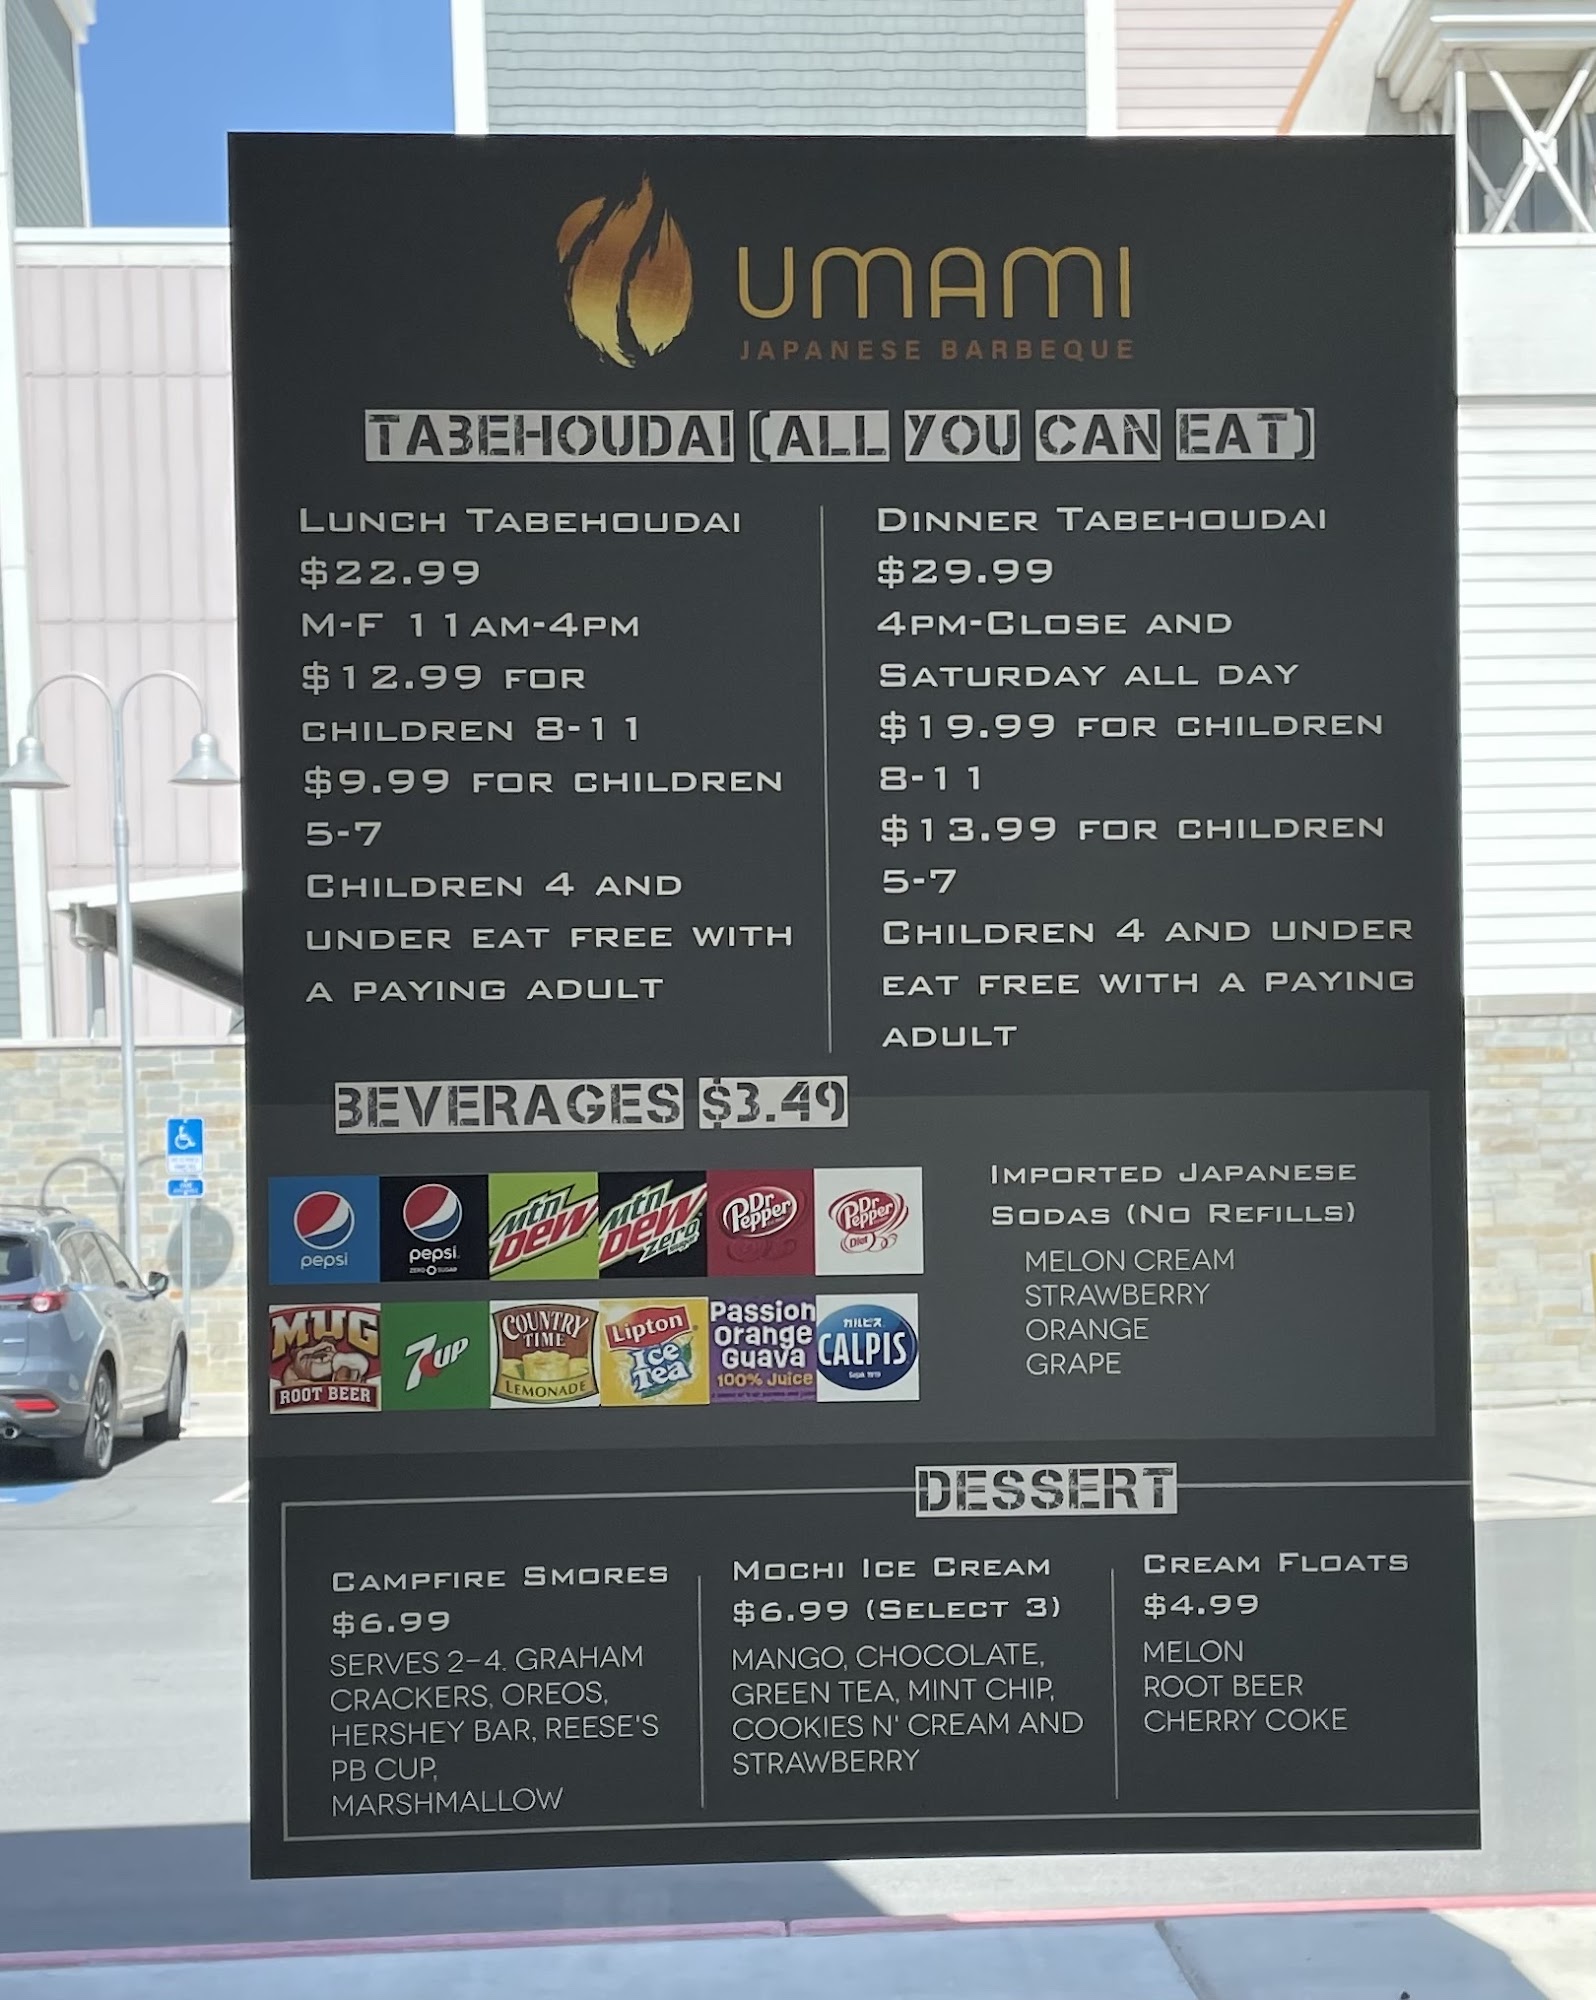 UMAMI
JAPANESE BARBEQUE
TABEHOUDAI (ALL YOU CAN EAT)
LUNCH TABEHOUDAI
$22.99
M-F 11AM-4PM
$12.99 FOR
CHILDREN 8-11
$9.99 FOR CHILDREN
5-7
CHILDREN 4 AND
UNDER EAT FREE WITH
A PAYING ADULT
DINNER TABEHOUDAI
$29.99
4PM-CLOSE AND
SATURDAY ALL DAY
$19.99 FOR CHILDREN
8-11
$13.99 FOR CHILDREN
5-7
CHILDREN 4 AND UNDER
EAT FREE WITH A PAYING
ADULT
BEVERAGES $3.49
pepsi
pepsi
ZERO SUGAR
mtn
DEW
mtn
DEW
zero
sugar
Dr
Pepper
Dr
Pepper
Diet
MUG
ROOT BEER
7UP
COUNTRY
TIME
LEMONADE
Lipton
Ice
Tea
Passion
Orange
Guava
100% Juice
カルピス
CALPIS
IMPORTED JAPANESE
SODAS (NO REFILLS)
MELON CREAM
STRAWBERRY
ORANGE
GRAPE
DESSERT
CAMPFIRE SMORES
$6.99
SERVES 2-4. GRAHAM
CRACKERS, OREOS,
HERSHEY BAR, REESE'S
PB CUP,
MARSHMALLOW
MOCHI ICE CREAM
$6.99 (SELECT 3)
MANGO, CHOCOLATE,
GREEN TEA, MINT CHIP,
COOKIES N' CREAM AND
STRAWBERRY
CREAM FLOATS
$4.99
MELON
ROOT BEER
CHERRY COKE